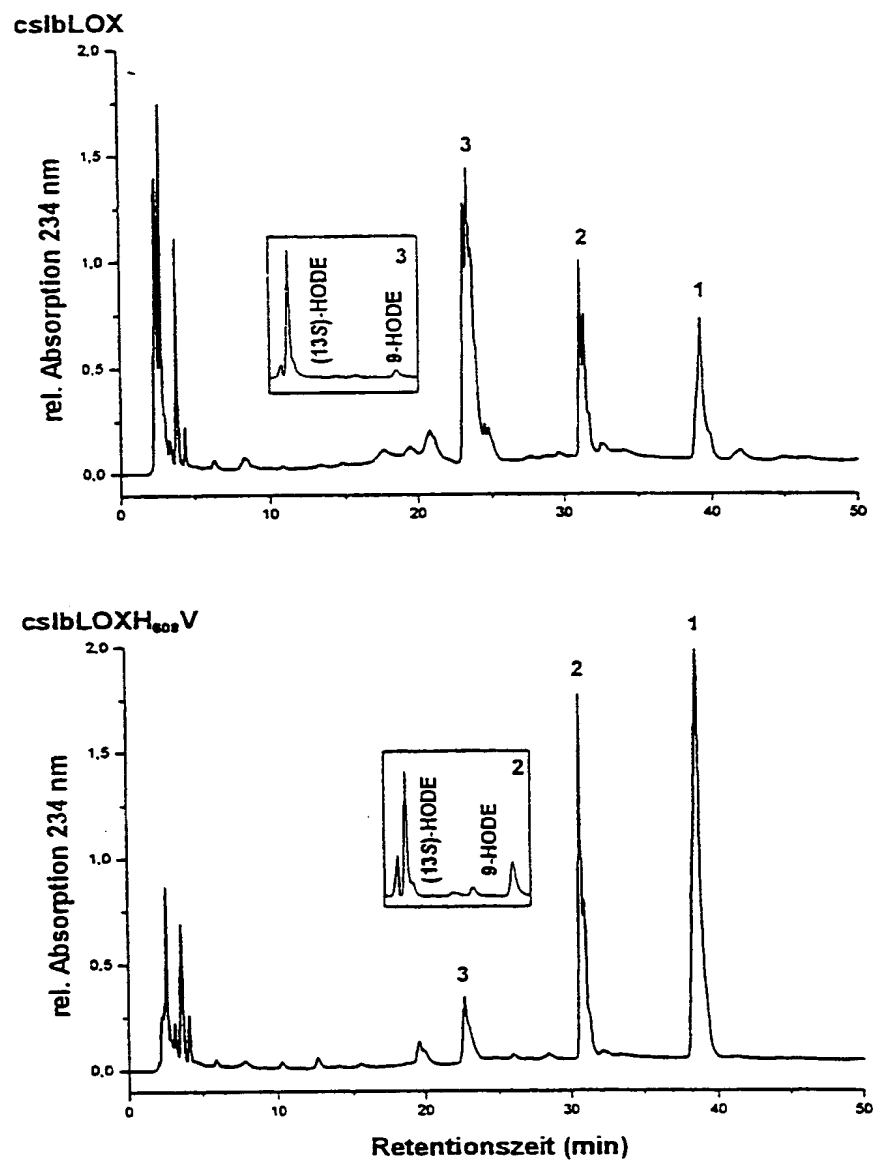 cslbLOX
rel. Absorption 234 nm
2,0
1,5
1,0
0,5
0,0
0 10 20 30 40 50
3
2
1
3
(13S)-HODE
9-HODE
cslbLOXH₆₀₈V
rel. Absorption 234 nm
2,0
1,5
1,0
0,5
0,0
0 10 20 30 40 50
1
2
3
2
(13S)-HODE
9-HODE
Retentionszeit (min)